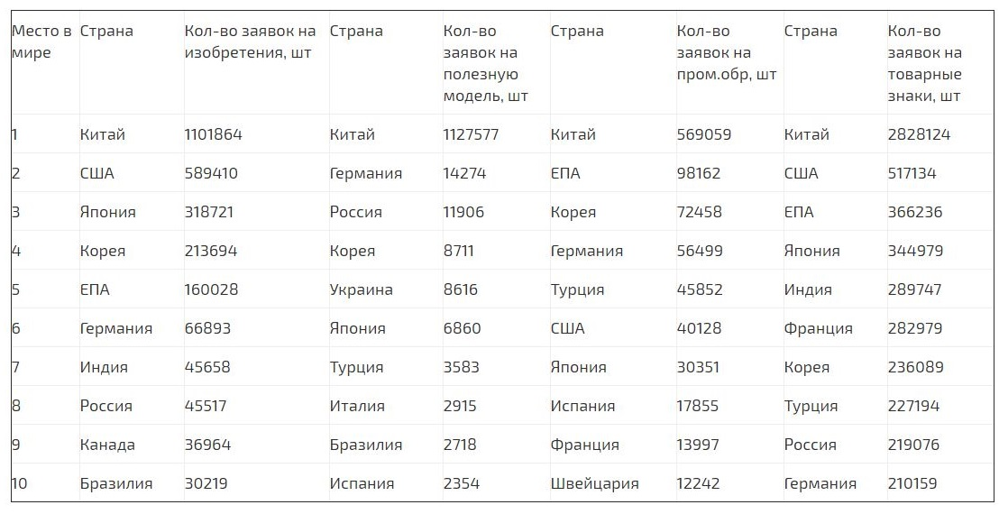 Место в мире Страна Кол-во заявок на изобретения, шт Страна Кол-во заявок на полезную модель, шт Страна Кол-во заявок на пром.обр, шт Страна Кол-во заявок на товарные знаки, шт
1 Китай 1101864 Китай 1127577 Китай 569059 Китай 2828124
2 США 589410 Германия 14274 ЕПА 98162 США 517134
3 Япония 318721 Россия 11906 Корея 72458 ЕПА 366236
4 Корея 213694 Корея 8711 Германия 56499 Япония 344979
5 ЕПА 160028 Украина 8616 Турция 45852 Индия 289747
6 Германия 66893 Япония 6860 США 40128 Франция 282979
7 Индия 45658 Турция 3583 Япония 30351 Корея 236089
8 Россия 45517 Италия 2915 Испания 17855 Турция 227194
9 Канада 36964 Бразилия 2718 Франция 13997 Россия 219076
10 Бразилия 30219 Испания 2354 Швейцария 12242 Германия 210159